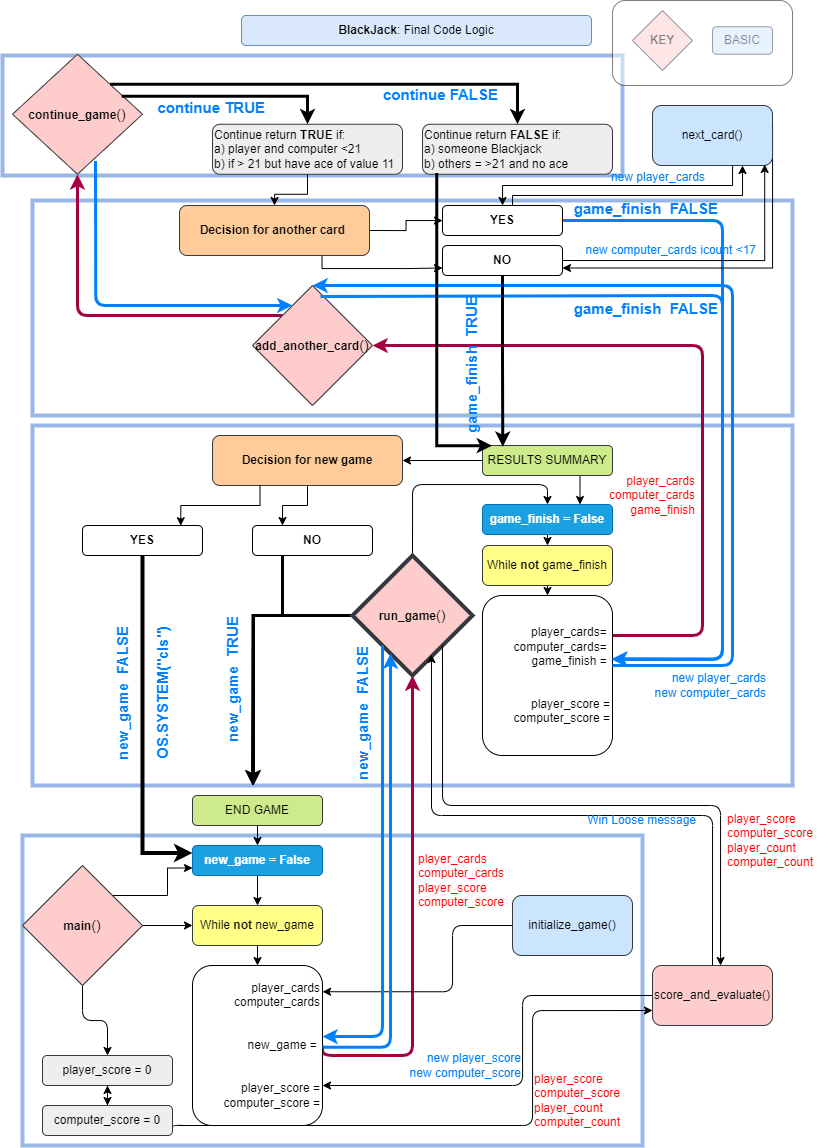 BlackJack: Final Code Logic
KEY
BASIC
continue_game()
continue TRUE
continue FALSE
Continue return TRUE if:
a) player and computer <21
b) if > 21 but have ace of value 11
Continue return FALSE if:
a) someone Blackjack
b) others = >21 and no ace
next_card()
new player_cards
Decision for another card
YES
game_finish FALSE
NO
new computer_cards icount <17
game_finish FALSE
add_another_card()
game_finish TRUE
RESULTS SUMMARY
Decision for new game
player_cards
computer_cards
game_finish
game_finish = False
YES
NO
While not game_finish
run_game()
player_cards=
computer_cards=
game_finish =
player_score =
computer_score =
new player_cards
new computer_cards
new_game FALSE
OS.SYSTEM("cls")
new_game TRUE
new_game FALSE
END GAME
Win Loose message
player_score
computer_score
player_count
computer_count
new_game = False
player_cards
computer_cards
player_score
computer_score
main()
While not new_game
initialize_game()
player_cards
computer_cards
new_game =
player_score =
computer_score =
score_and_evaluate()
new player_score
new computer_score
player_score = 0
computer_score = 0
player_score
computer_score
player_count
computer_count